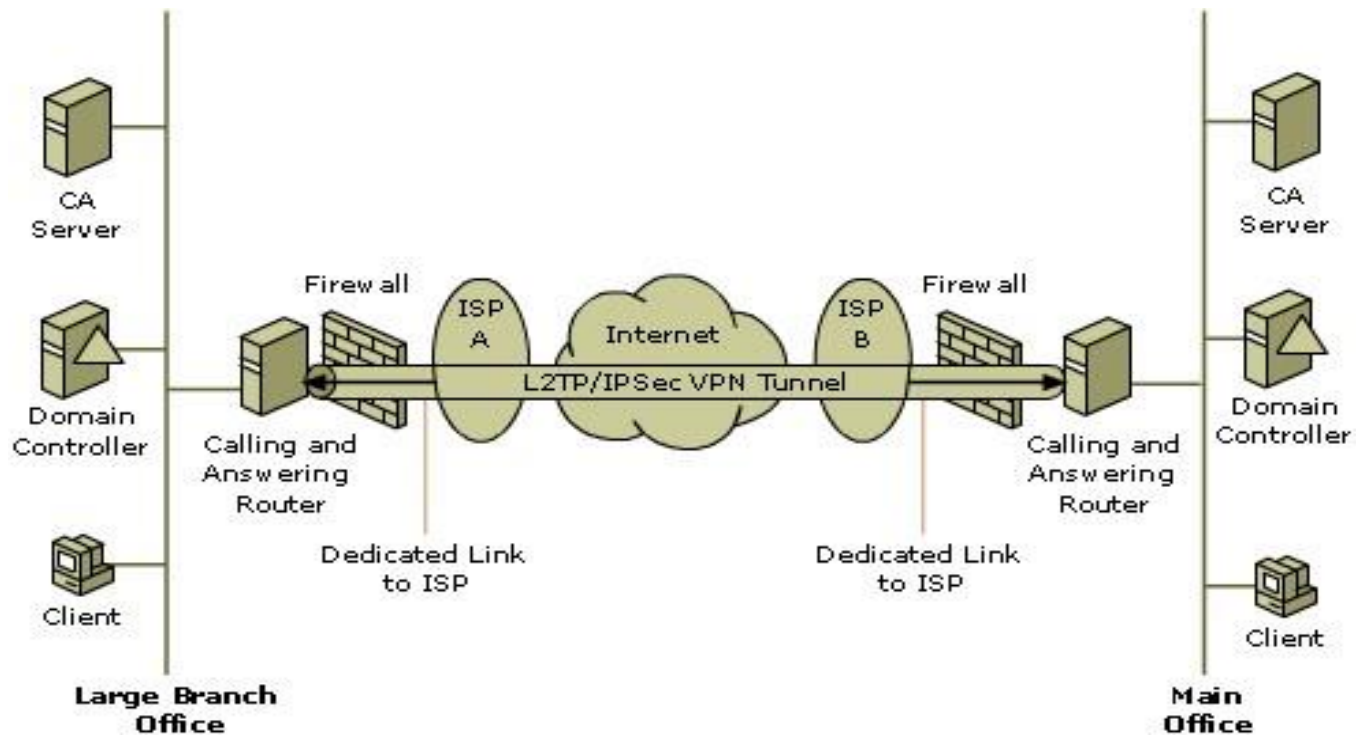 CA
Server
Domain
Controller
Client
Large Branch
Office
Calling and
Answering
Router
Firewall
ISP
A
Dedicated Link
to ISP
Internet
L2TP/IPSec VPN Tunnel
ISP
B
Dedicated Link
to ISP
Firewall
Calling and
Answering
Router
CA
Server
Domain
Controller
Client
Main
Office